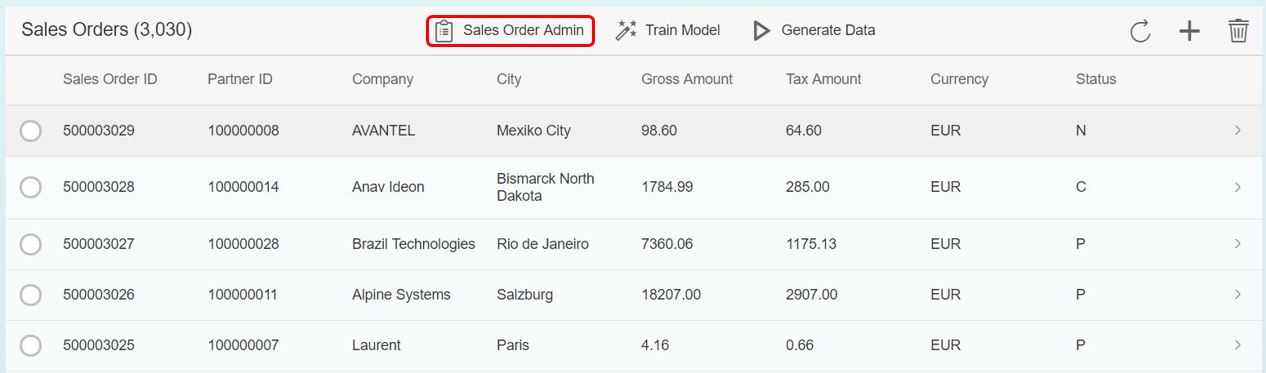 Sales Orders (3,030) Sales Order Admin Train Model Generate Data
Sales Order ID Partner ID Company City Gross Amount Tax Amount Currency Status
500003029 100000008 AVANTEL Mexiko City 98.60 64.60 EUR N
500003028 100000014 Anav Ideon Bismarck North Dakota 1784.99 285.00 EUR C
500003027 100000028 Brazil Technologies Rio de Janeiro 7360.06 1175.13 EUR P
500003026 100000011 Alpine Systems Salzburg 18207.00 2907.00 EUR P
500003025 100000007 Laurent Paris 4.16 0.66 EUR P